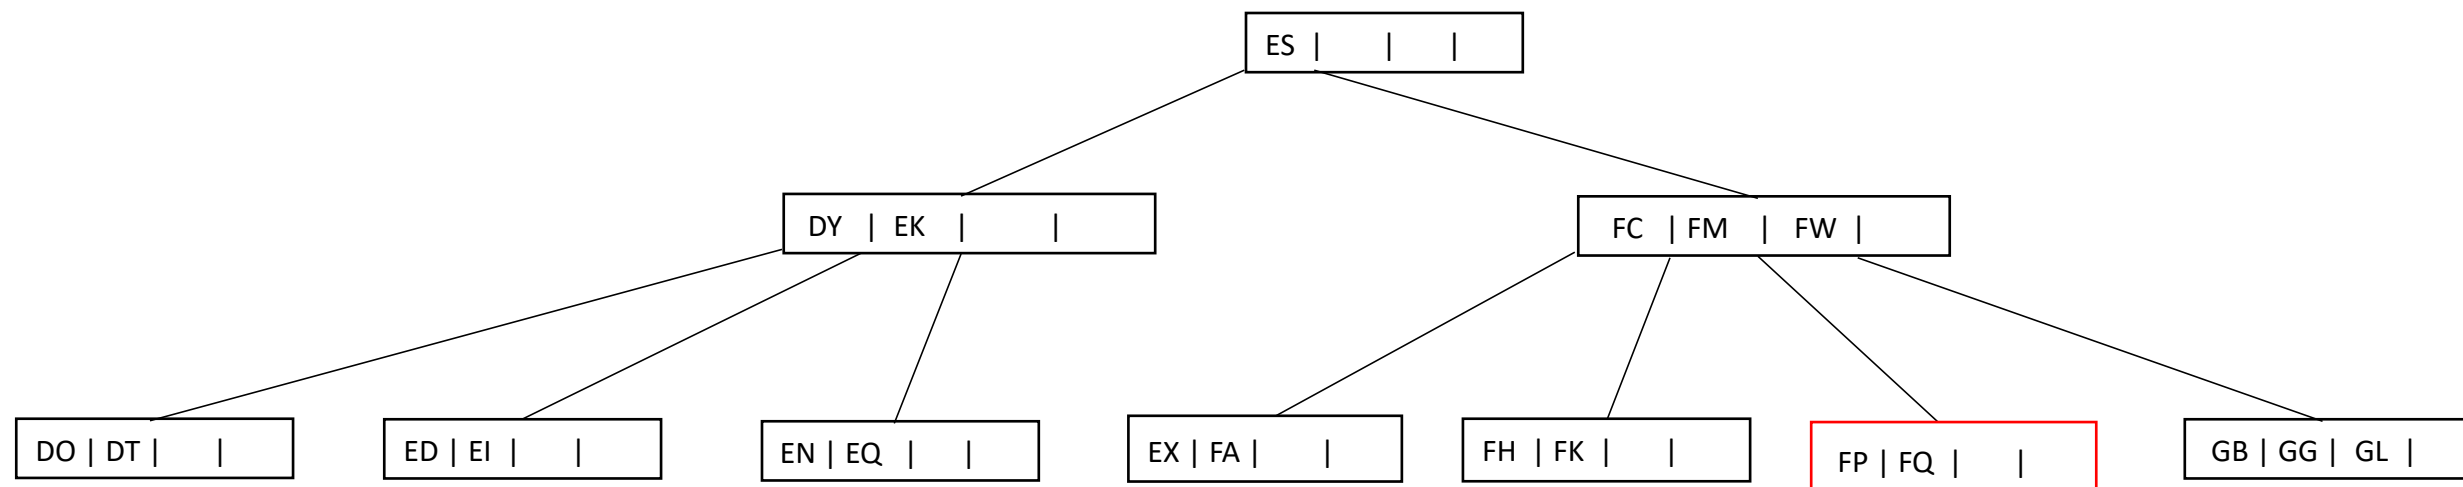 ES | | |
DY | EK | |
FC | FM | FW |
DO | DT | |
ED | EI | |
EN | EQ | |
EX | FA | |
FH | FK | |
FP | FQ | |
GB | GG | GL |